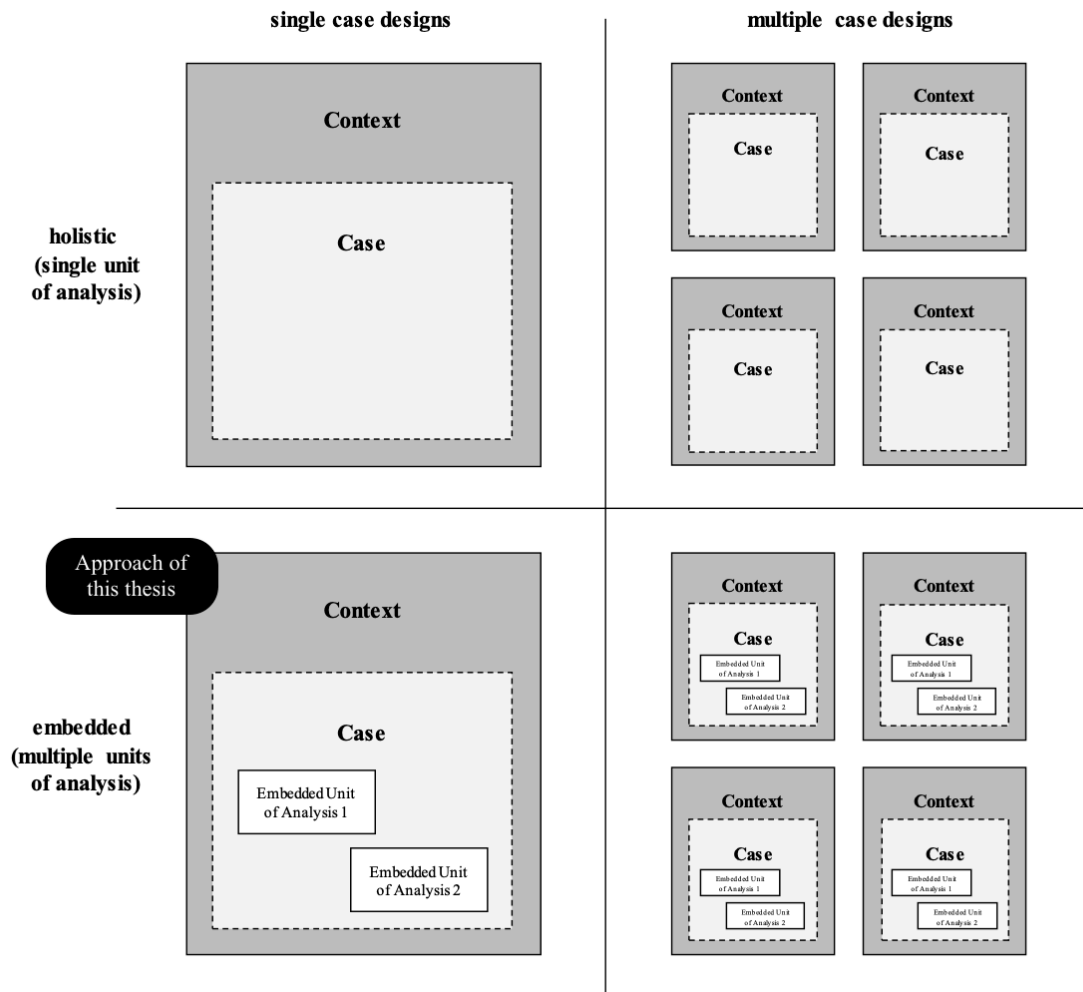 single case designs
multiple case designs
Context
Case
holistic
(single unit
of analysis)
Context
Context
Case
Case
Context
Context
Case
Case
Approach of
this thesis
Context
Case
embedded
(multiple units
of analysis)
Embedded Unit
of Analysis 1
Embedded Unit
of Analysis 2
Context
Case
Embedded Unit
of Analysis 1
Embedded Unit
of Analysis 2
Context
Case
Embedded Unit
of Analysis 1
Embedded Unit
of Analysis 2
Context
Case
Embedded Unit
of Analysis 1
Embedded Unit
of Analysis 2
Context
Case
Embedded Unit
of Analysis 1
Embedded Unit
of Analysis 2